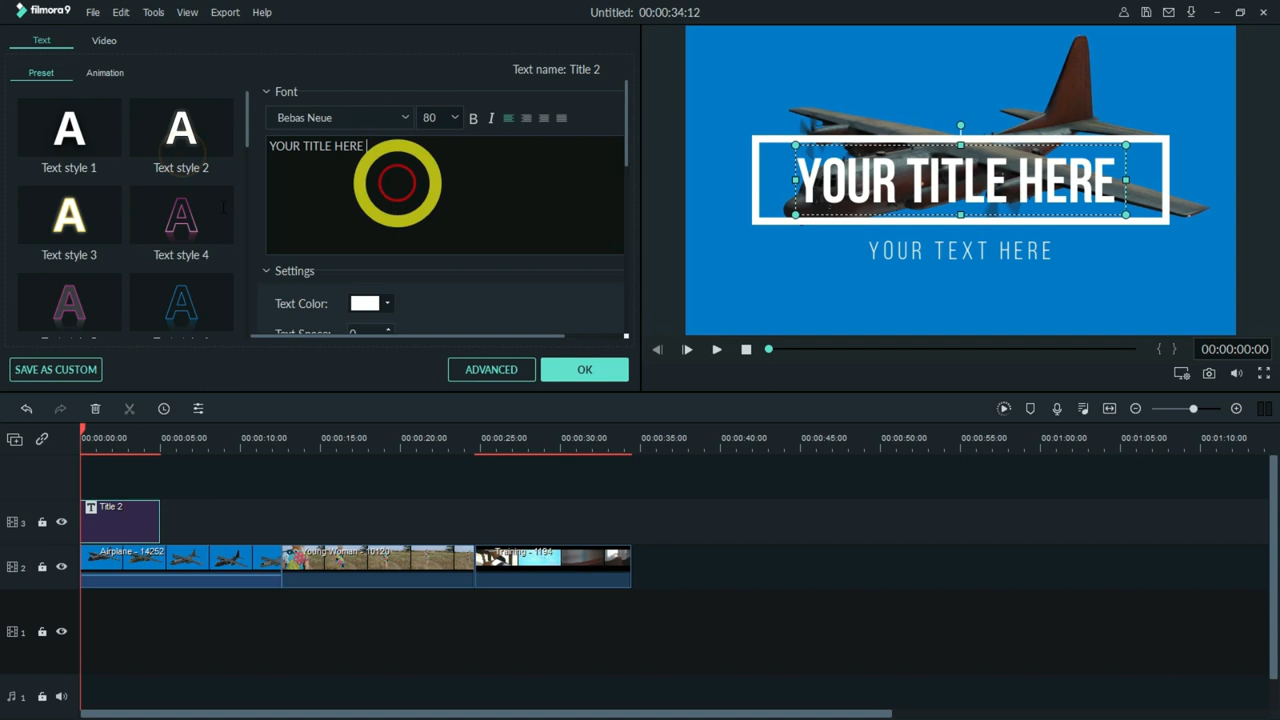 filmora9 File Edit Tools View Export Help Untitled: 00:00:34:12
Text Video
Preset Animation Text name: Title 2
Font
Bebas Neue 80 B I
YOUR TITLE HERE
A Text style 1
A Text style 2
A Text style 3
A Text style 4
A
A
Settings
Text Color:
Text Space: 0
SAVE AS CUSTOM ADVANCED OK
YOUR TITLE HERE
YOUR TEXT HERE
{ } 00:00:00:00
00:00:00:00 00:00:05:00 00:00:10:00 00:00:15:00 00:00:20:00 00:00:25:00 00:00:30:00 00:00:35:00 00:00:40:00 00:00:45:00 00:00:50:00 00:00:55:00 00:01:00:00 00:01:05:00 00:01:10:00
3 T Title 2
2 Airplane - 14252 Young Woman - 10120 Training - 1194
1
1